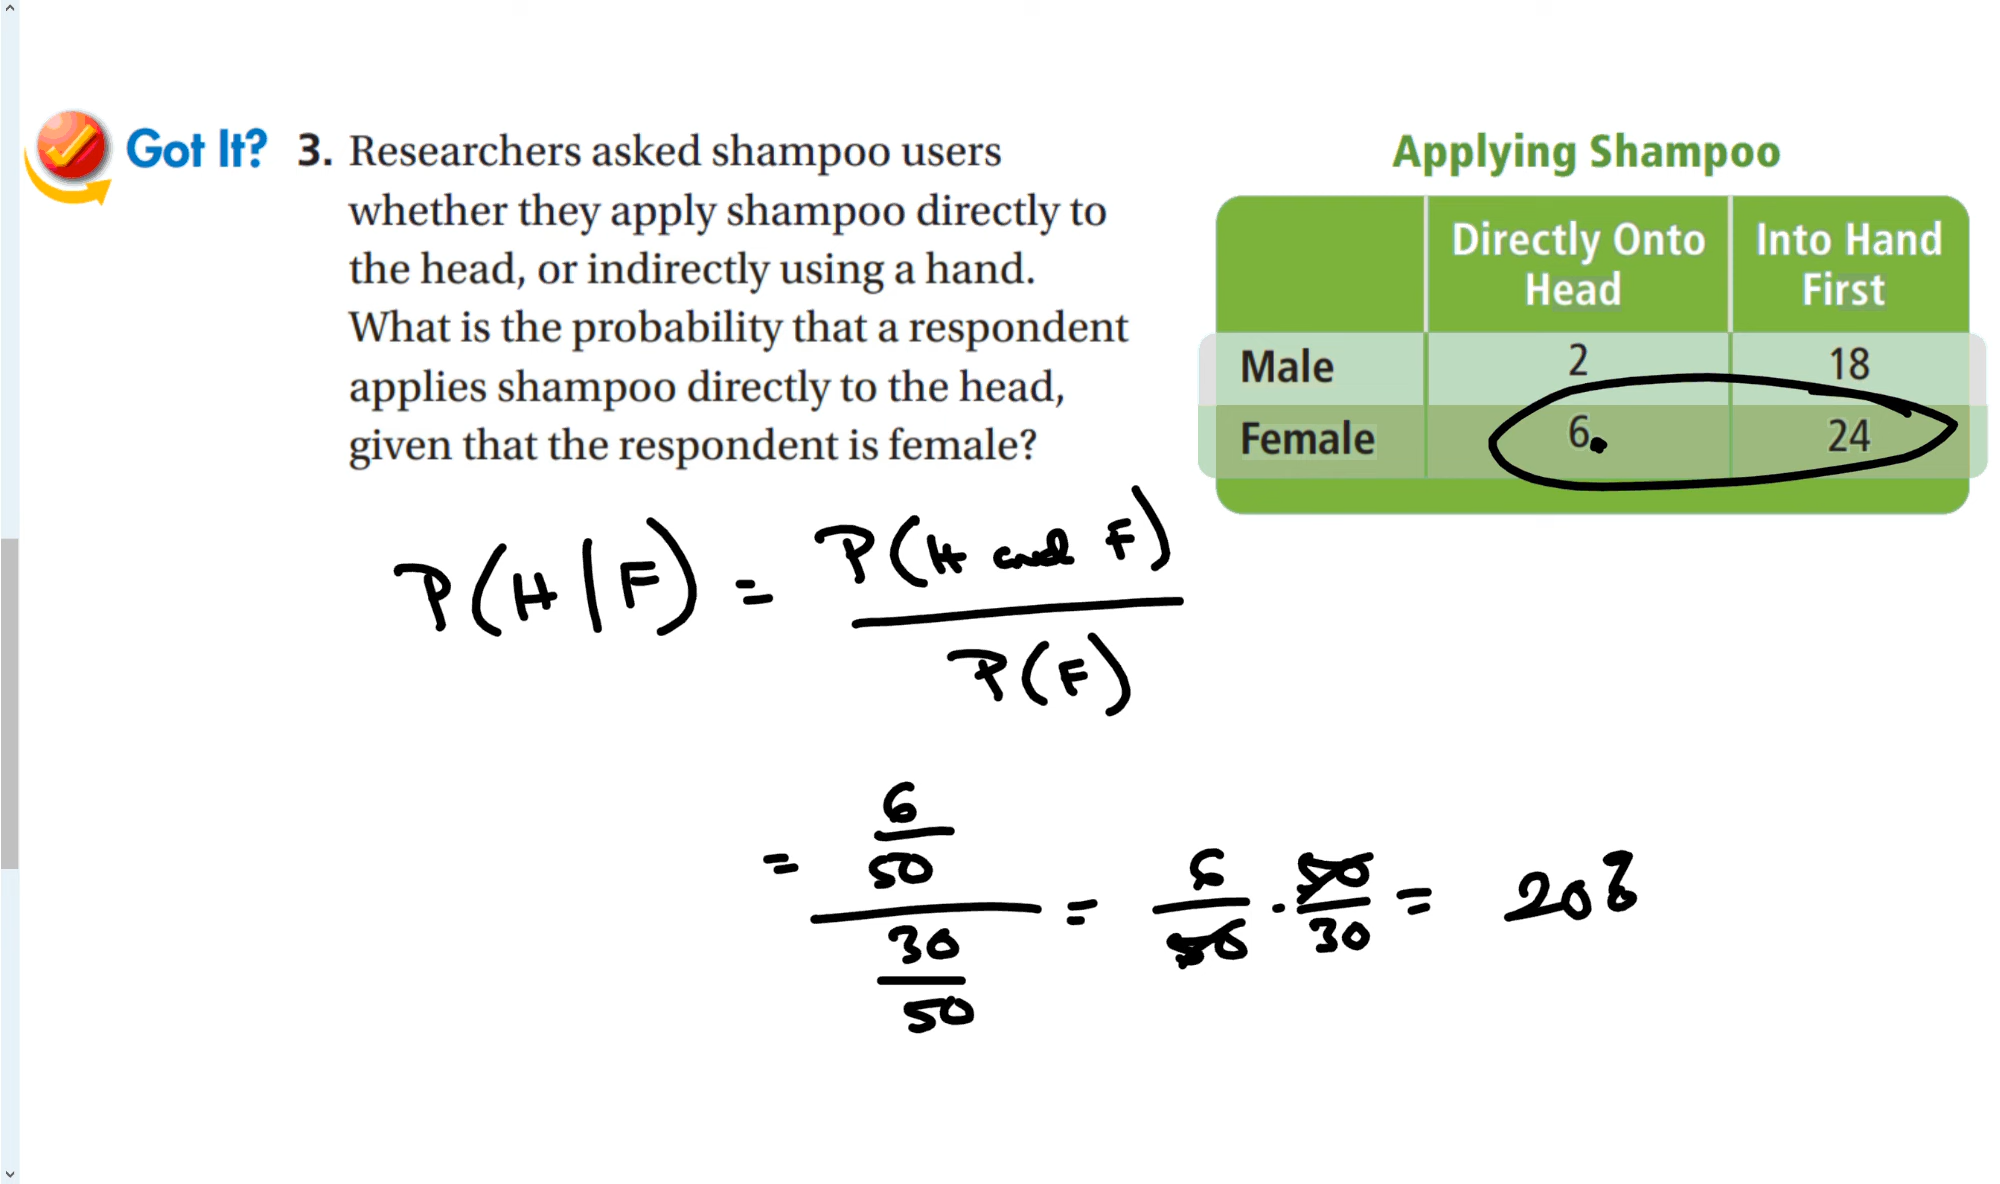 Got It? 3. Researchers asked shampoo users
whether they apply shampoo directly to
the head, or indirectly using a hand.
What is the probability that a respondent
applies shampoo directly to the head,
given that the respondent is female?
Applying Shampoo
Directly Onto Head Into Hand First
Male 2 18
Female 6 24
P(H|F) = P(H and F) / P(F)
= 6/50 / 30/50 = 6/50 · 50/30 = 20%